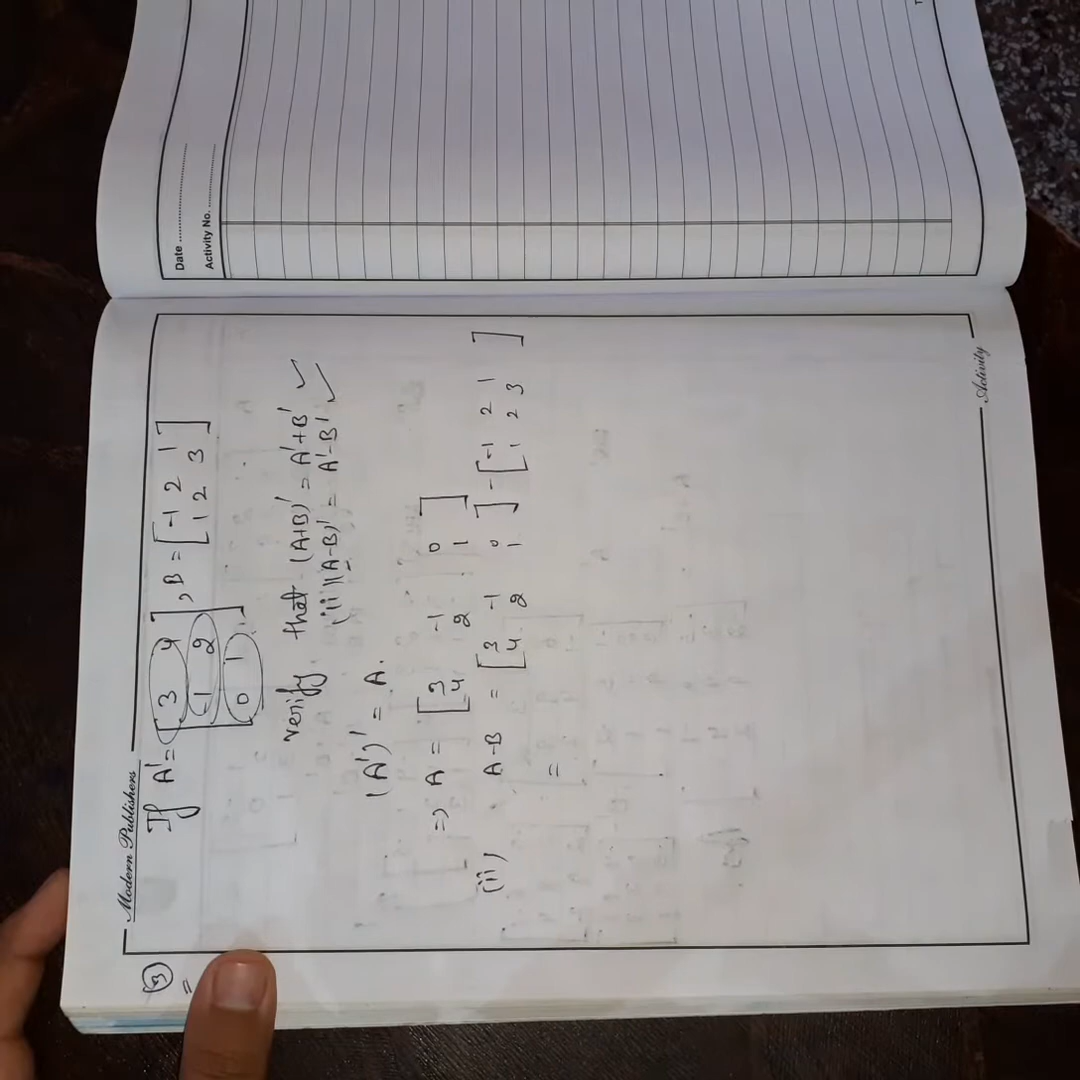 Date
Activity No.
Modern Publishers
(3) If A' = [ 3 4 ], B = [ -1 2 1 ]
-1 2 1 2 3
0 1
verify that (A+B)' = A'+B' ✓
(ii) (A-B)' = A'-B' ✓
(A')' = A.
⇒ A = [ 3 -1 0 ]
4 2 1
(ii) A-B = [ 3 -1 0 ] - [ -1 2 1 ]
4 2 1 1 2 3
=
Activity